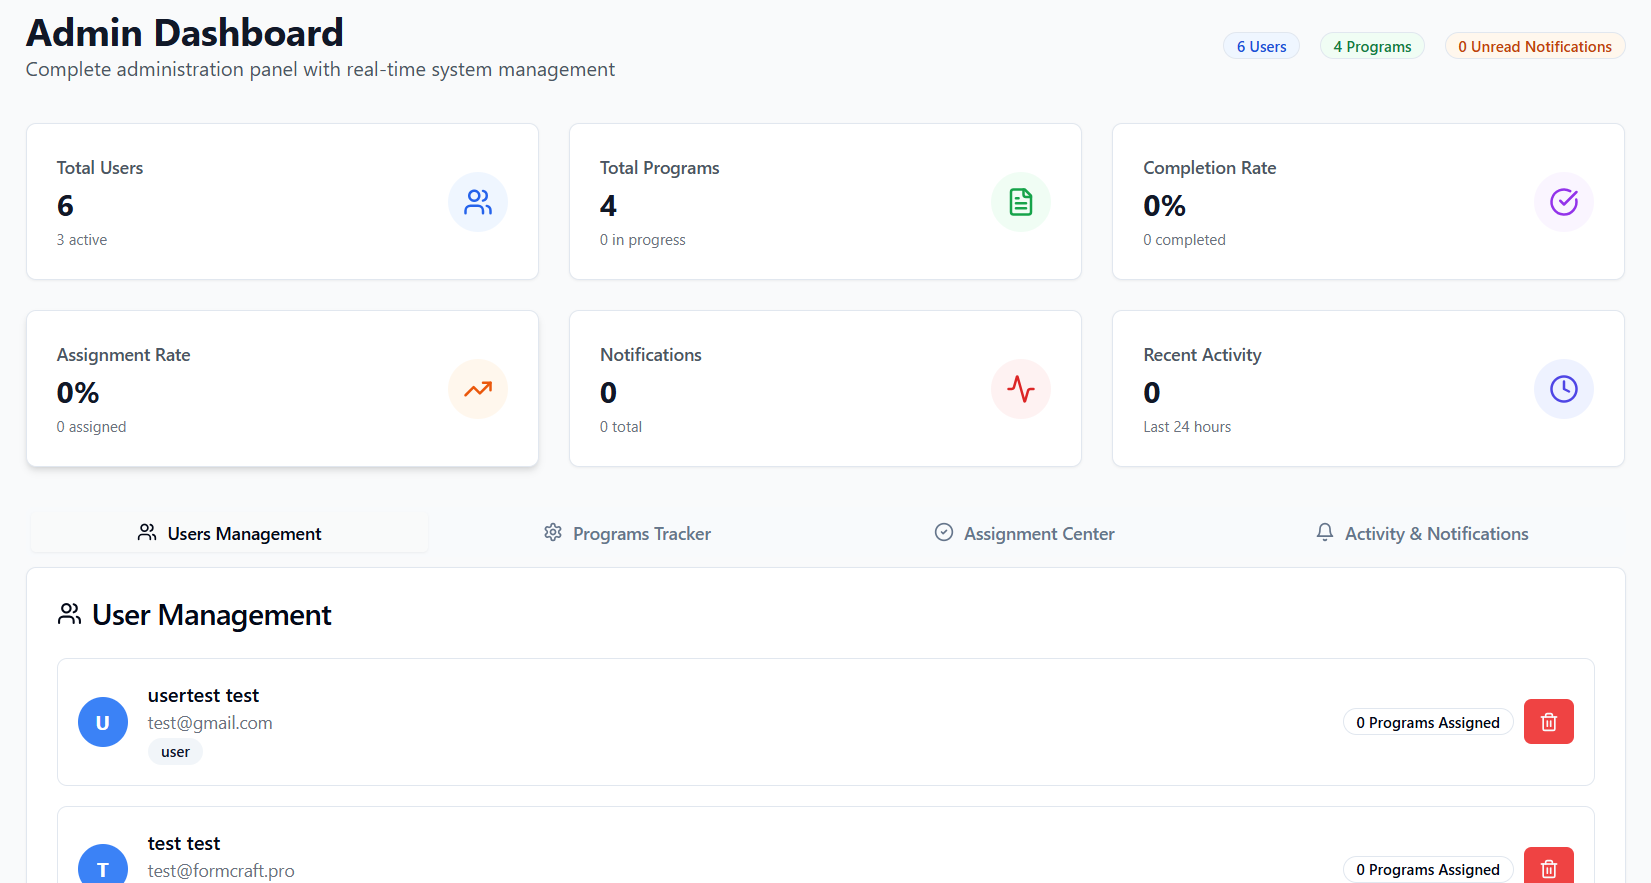 Admin Dashboard
Complete administration panel with real-time system management
6 Users
4 Programs
0 Unread Notifications
Total Users
6
3 active
Total Programs
4
0 in progress
Completion Rate
0%
0 completed
Assignment Rate
0%
0 assigned
Notifications
0
0 total
Recent Activity
0
Last 24 hours
Users Management
Programs Tracker
Assignment Center
Activity & Notifications
User Management
U
usertest test
test@gmail.com
user
0 Programs Assigned
T
test test
test@formcraft.pro
0 Programs Assigned